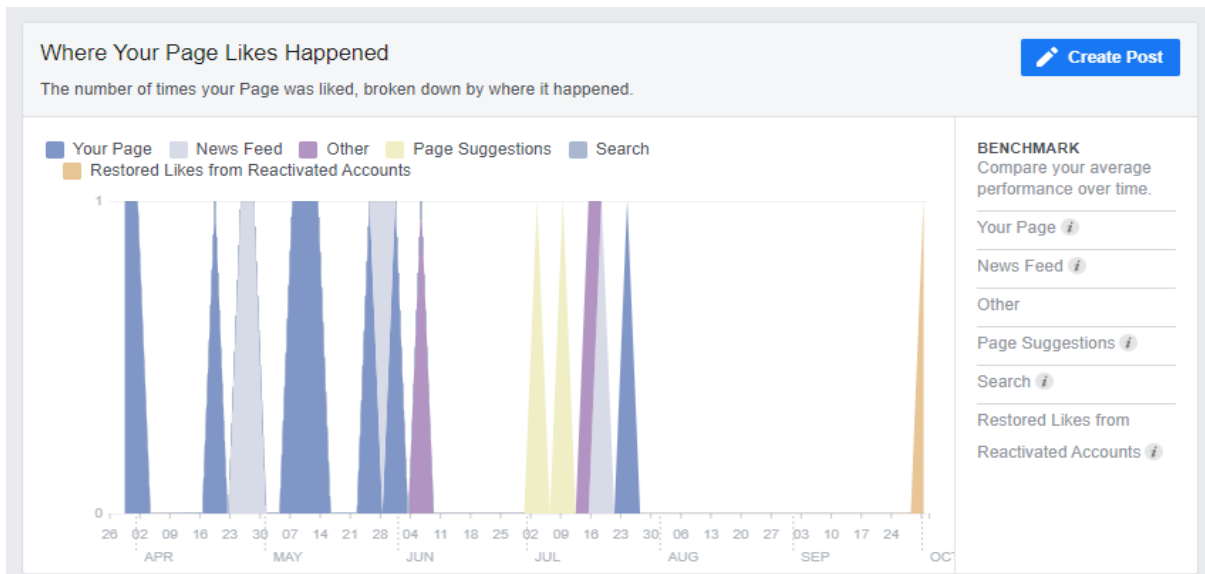 Where Your Page Likes Happened
Create Post
The number of times your Page was liked, broken down by where it happened.
Your Page News Feed Other Page Suggestions Search
Restored Likes from Reactivated Accounts
1
0
26 02 09 16 23 30 07 14 21 28 04 11 18 25 02 09 16 23 30 06 13 20 27 03 10 17 24
APR MAY JUN JUL AUG SEP OCT
BENCHMARK
Compare your average
performance over time.
Your Page i
News Feed i
Other
Page Suggestions i
Search i
Restored Likes from
Reactivated Accounts i